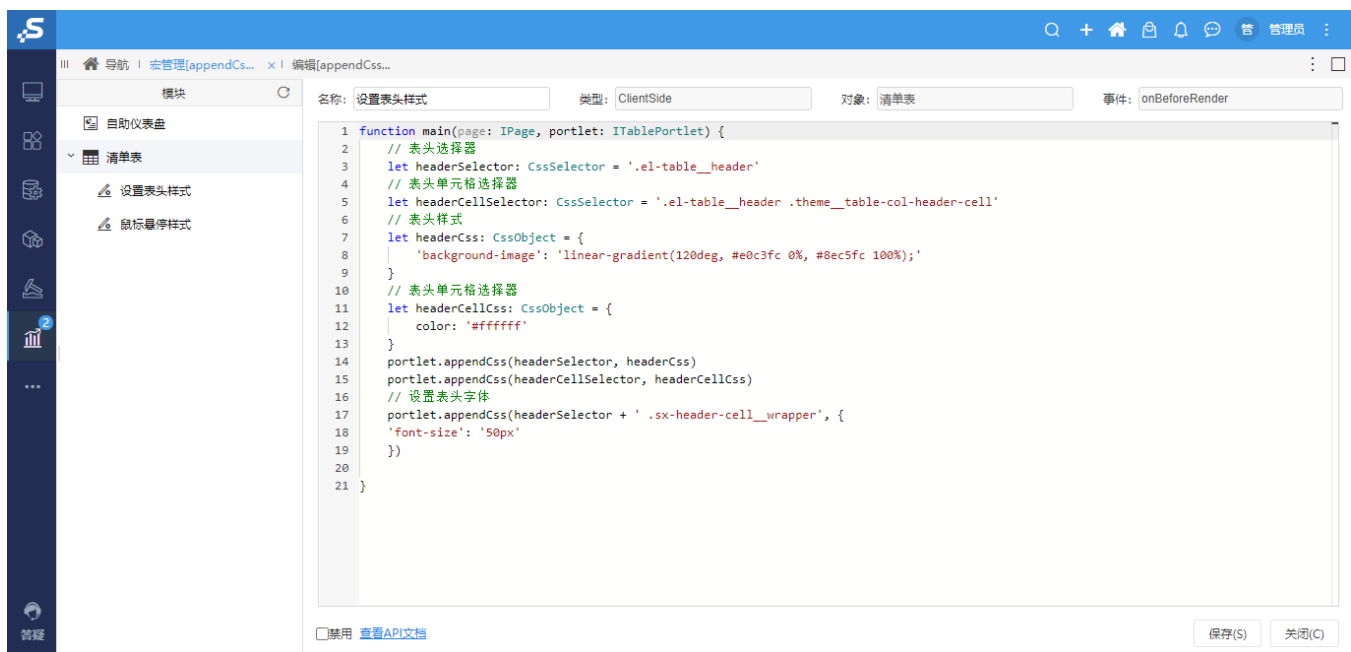 S
管 管理员
导航 宏管理[appendCs... × 编辑[appendCss...
模块
自助仪表盘
清单表
设置表头样式
鼠标悬停样式
2
答疑
名称: 设置表头样式 类型: ClientSide 对象: 清单表 事件: onBeforeRender
1 function main(page: IPage, portlet: ITablePortlet) {
2 // 表头选择器
3 let headerSelector: CssSelector = '.el-table__header'
4 // 表头单元格选择器
5 let headerCellSelector: CssSelector = '.el-table__header .theme__table-col-header-cell'
6 // 表头样式
7 let headerCss: CssObject = {
8 'background-image': 'linear-gradient(120deg, #e0c3fc 0%, #8ec5fc 100%);'
9 }
10 // 表头单元格选择器
11 let headerCellCss: CssObject = {
12 color: '#ffffff'
13 }
14 portlet.appendCss(headerSelector, headerCss)
15 portlet.appendCss(headerCellSelector, headerCellCss)
16 // 设置表头字体
17 portlet.appendCss(headerSelector + ' .sx-header-cell__wrapper', {
18 'font-size': '50px'
19 })
20
21 }
禁用 查看API文档
保存(S) 关闭(C)